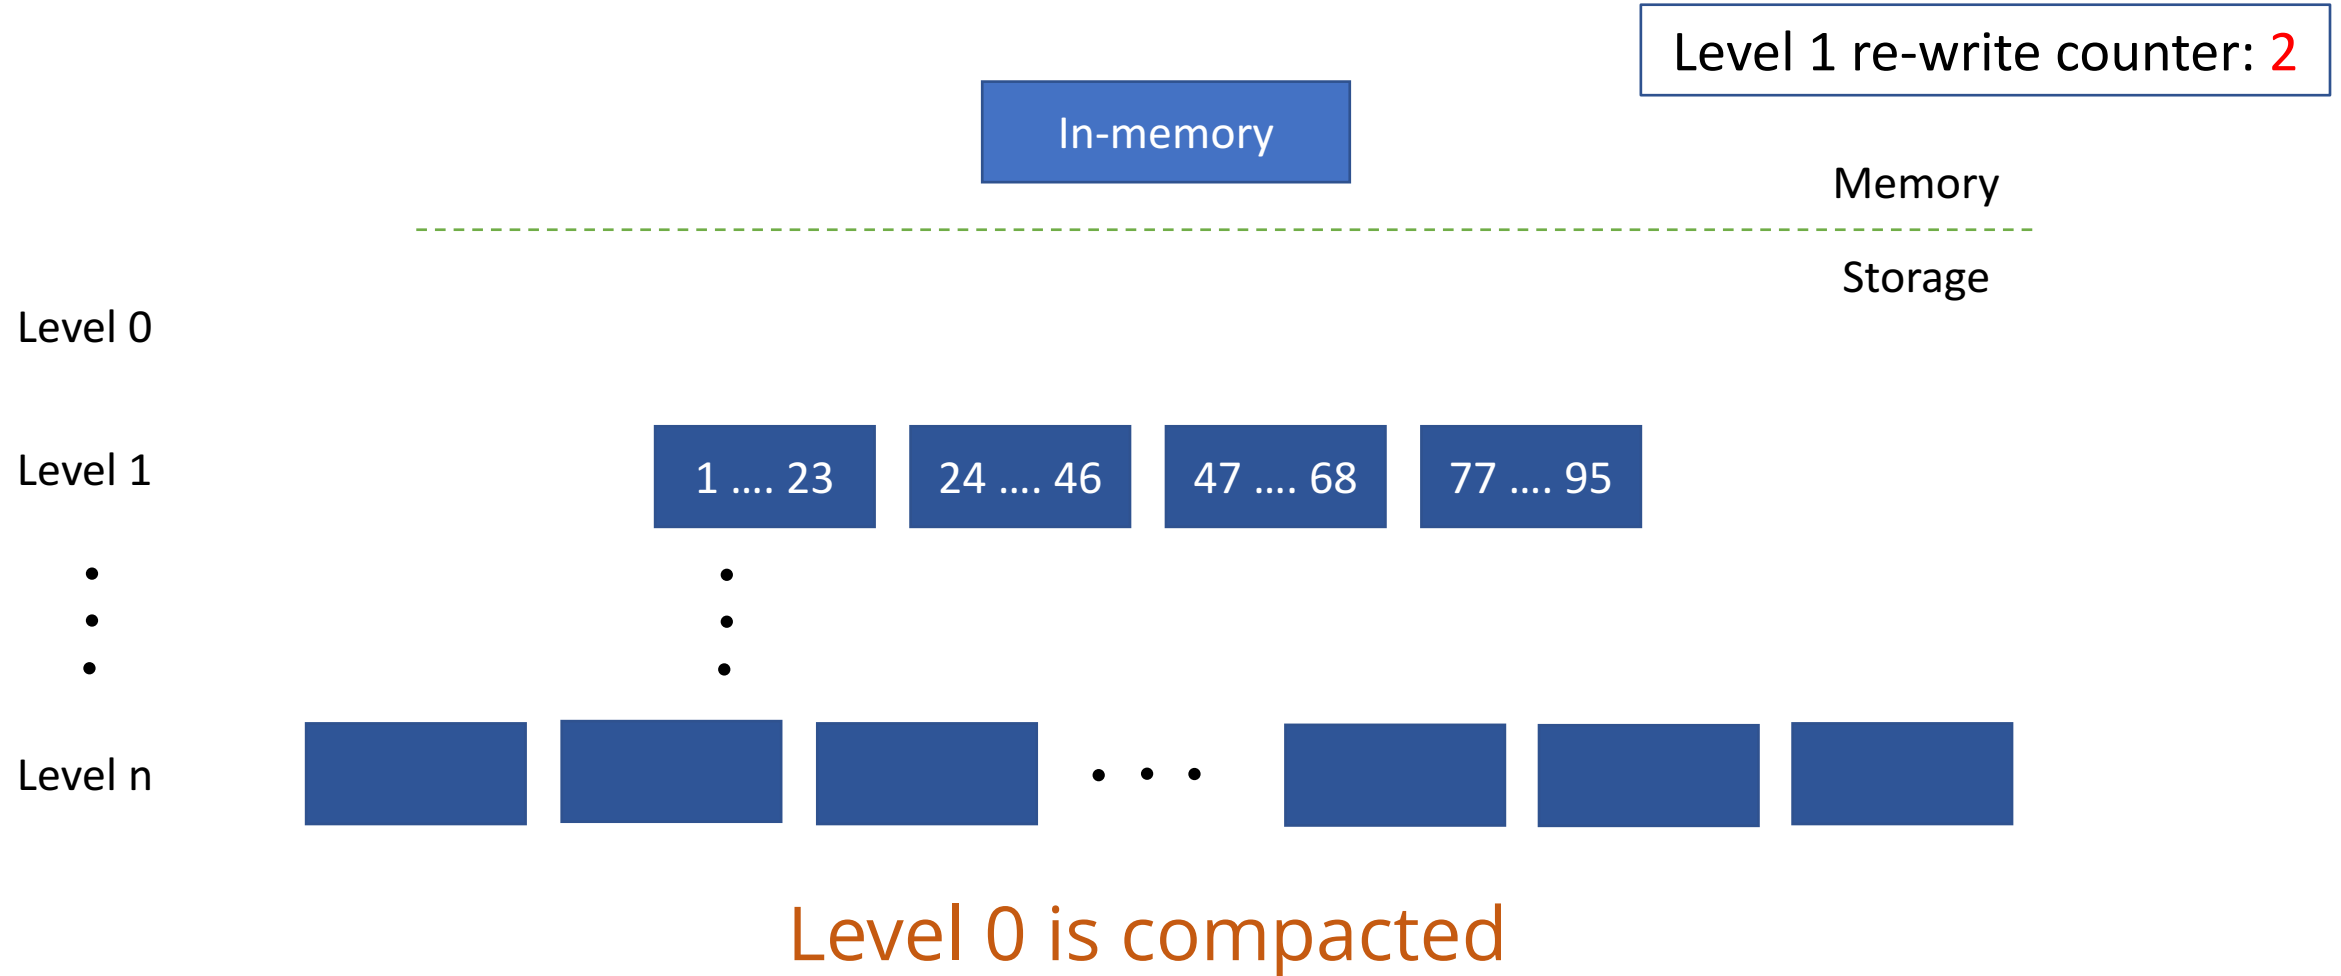 Level 1 re-write counter: 2
In-memory
Memory
Storage
Level 0
Level 1
1 .... 23
24 .... 46
47 .... 68
77 .... 95
Level n
Level 0 is compacted